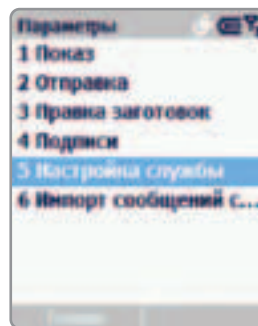 Параметры
1 Показ
2 Отправка
3 Правка заготовок
4 Подписи
5 Настройка службы
6 Импорт сообщений с...